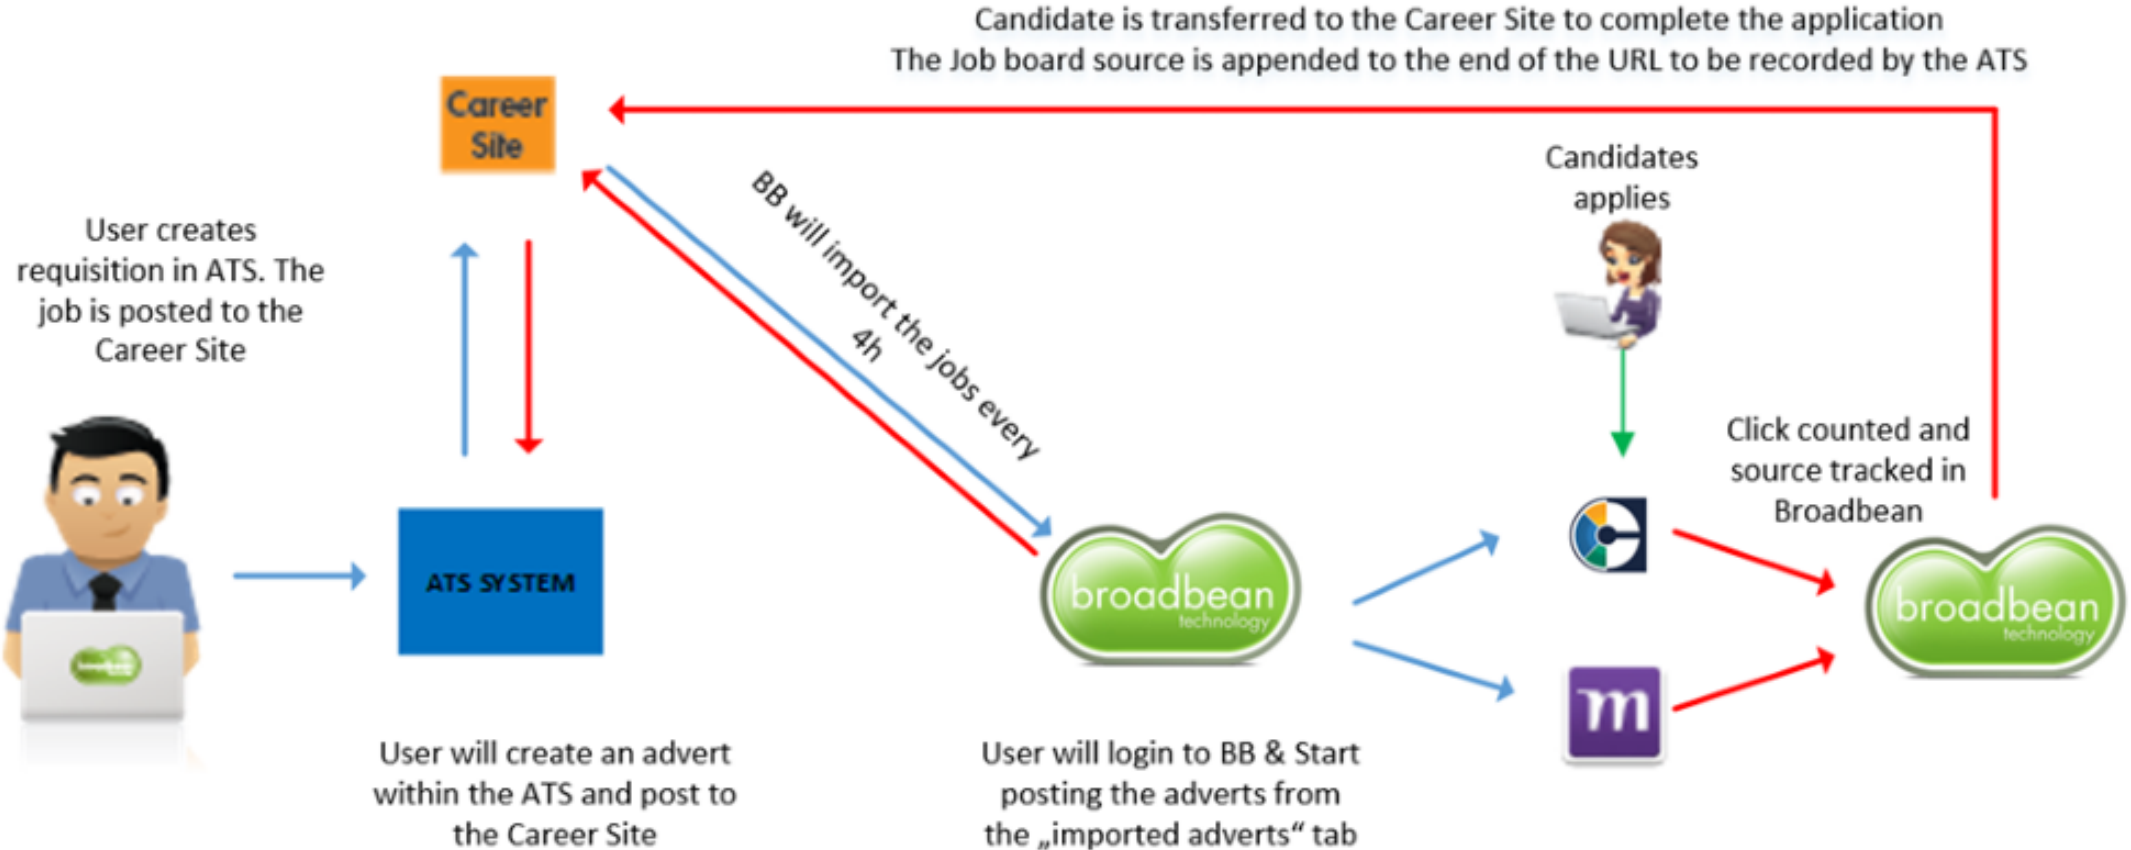 Candidate is transferred to the Career Site to complete the application
The Job board source is appended to the end of the URL to be recorded by the ATS
Career
Site
Candidates
applies
BB will import the jobs every
4h
User creates
requisition in ATS. The
job is posted to the
Career Site
Click counted and
source tracked in
Broadbean
ATS SYSTEM
broadbean
technology
broadbean
technology
m
User will create an advert
within the ATS and post to
the Career Site
User will login to BB & Start
posting the adverts from
the „imported adverts“ tab